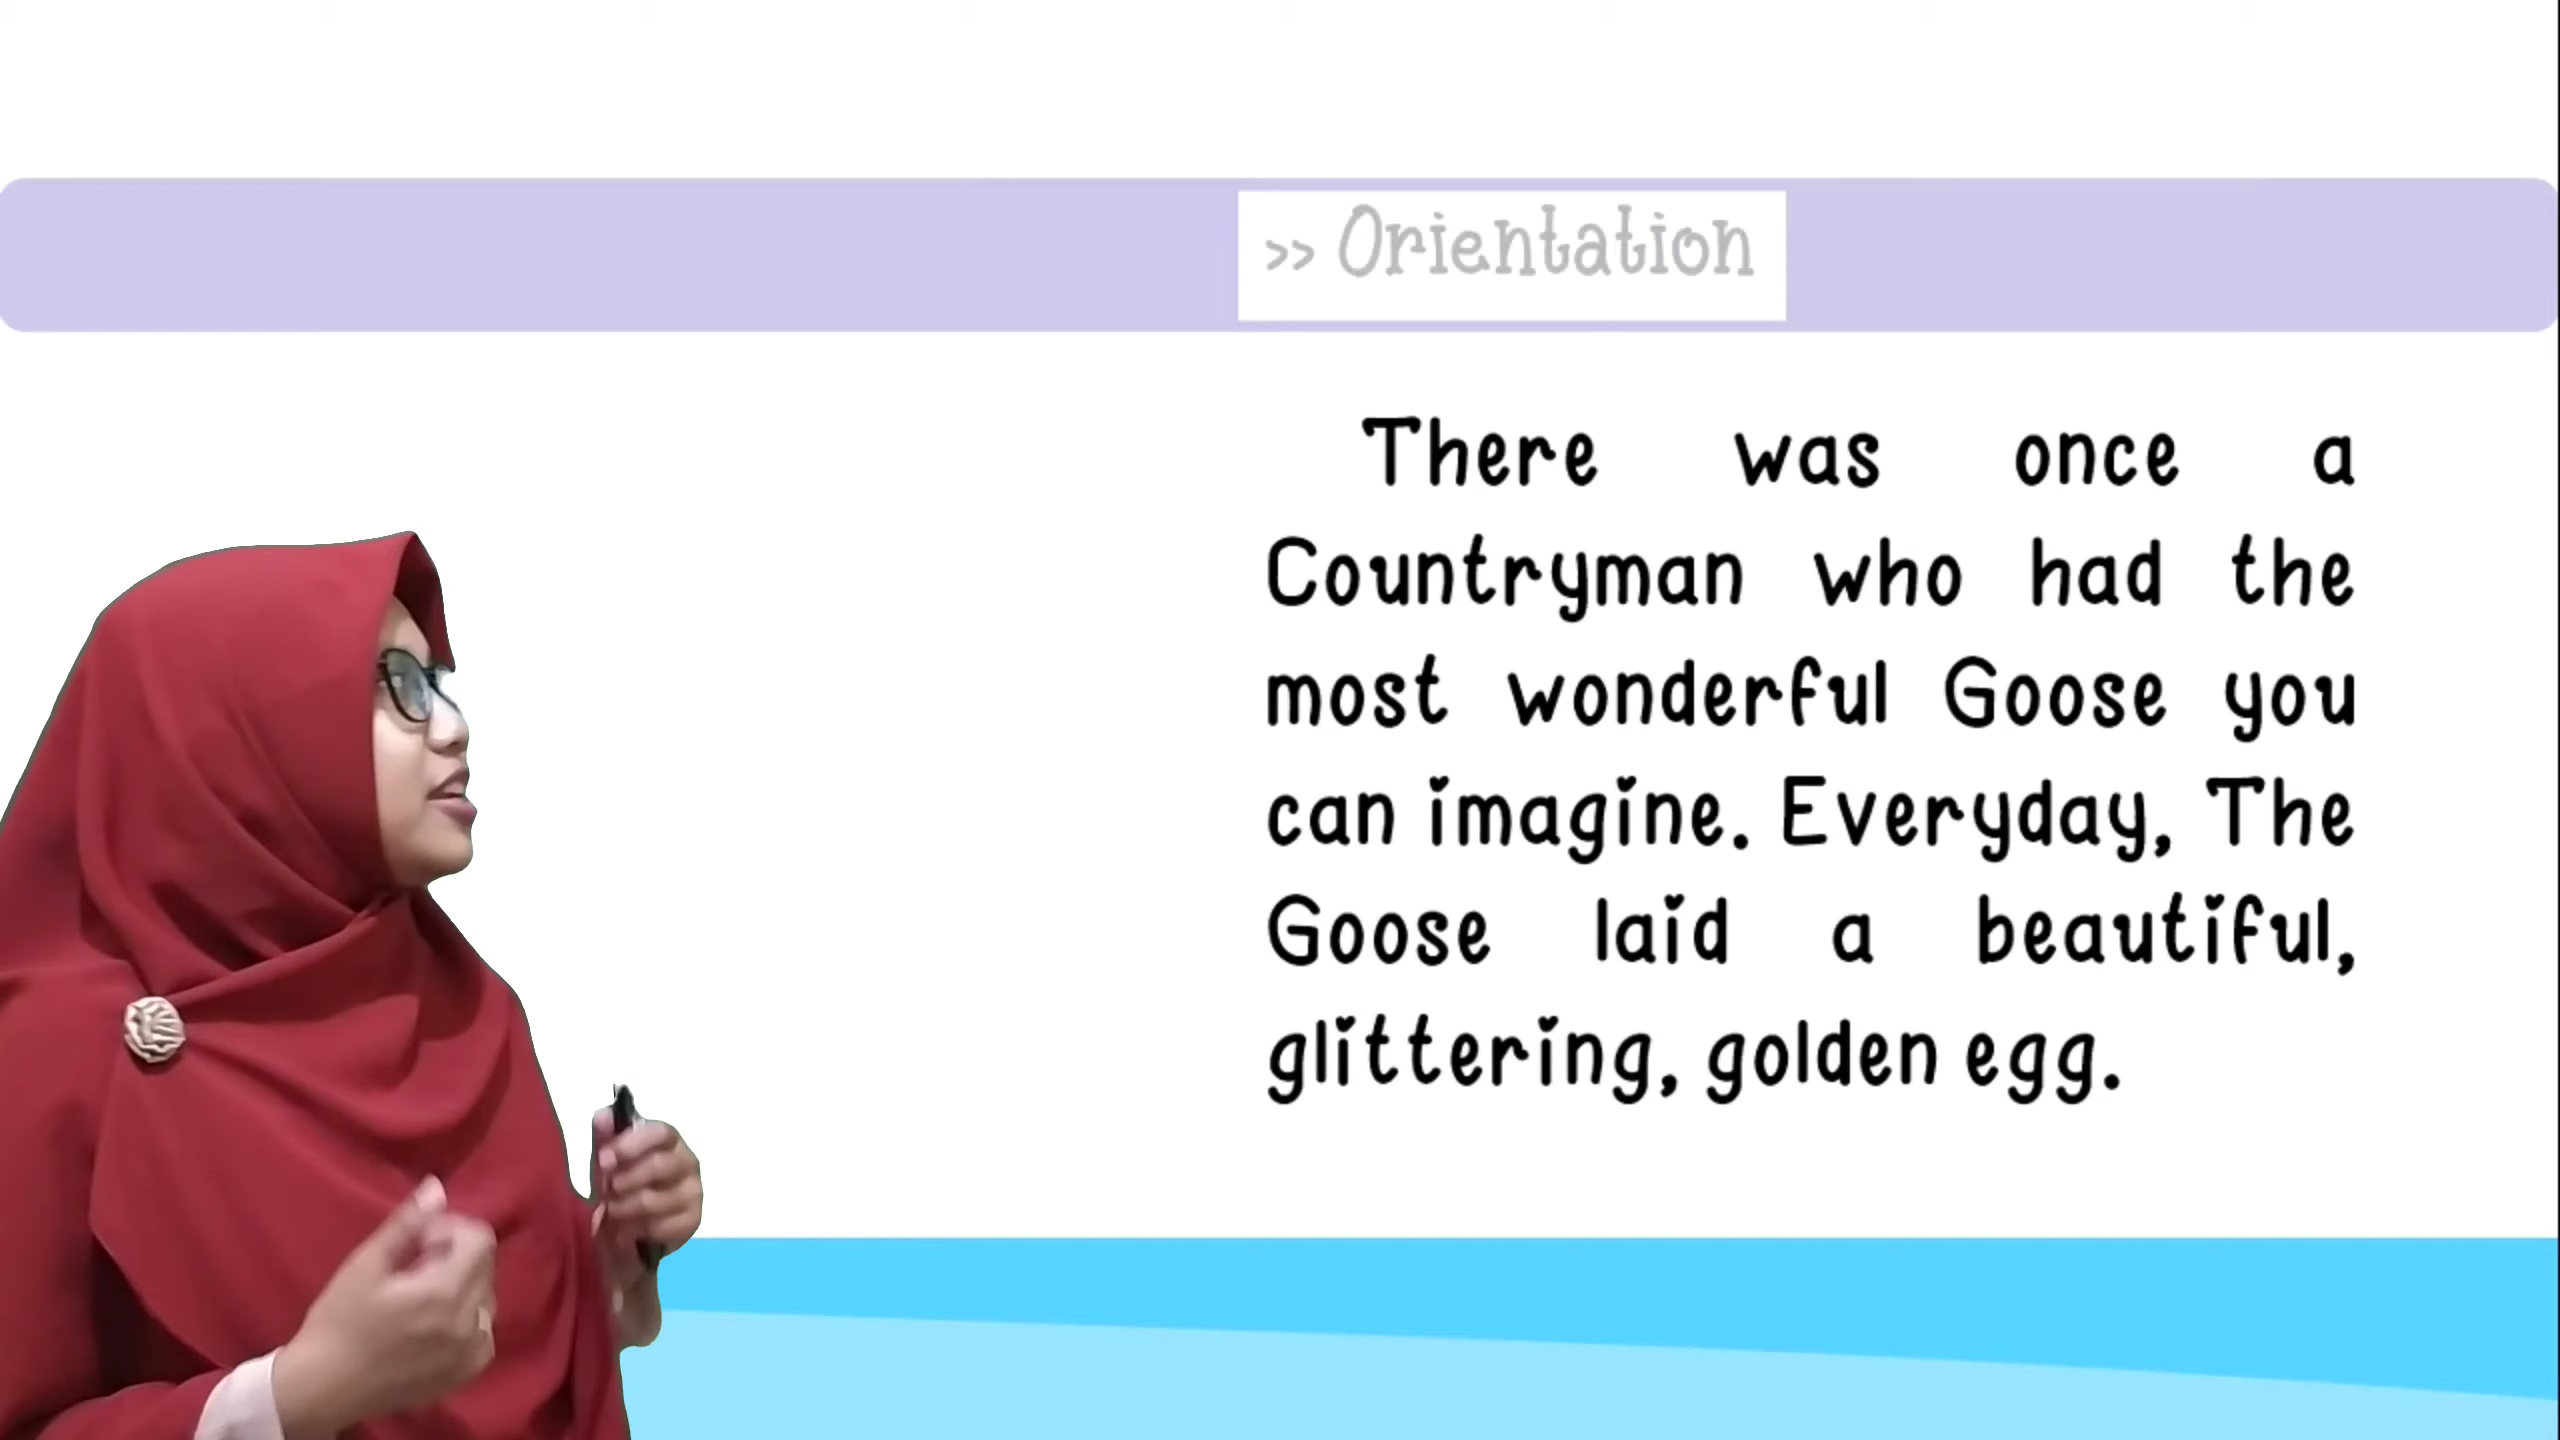 >> Orientation
There was once a
Countryman who had the
most wonderful Goose you
can imagine. Everyday, The
Goose laid a beautiful,
glittering, golden egg.